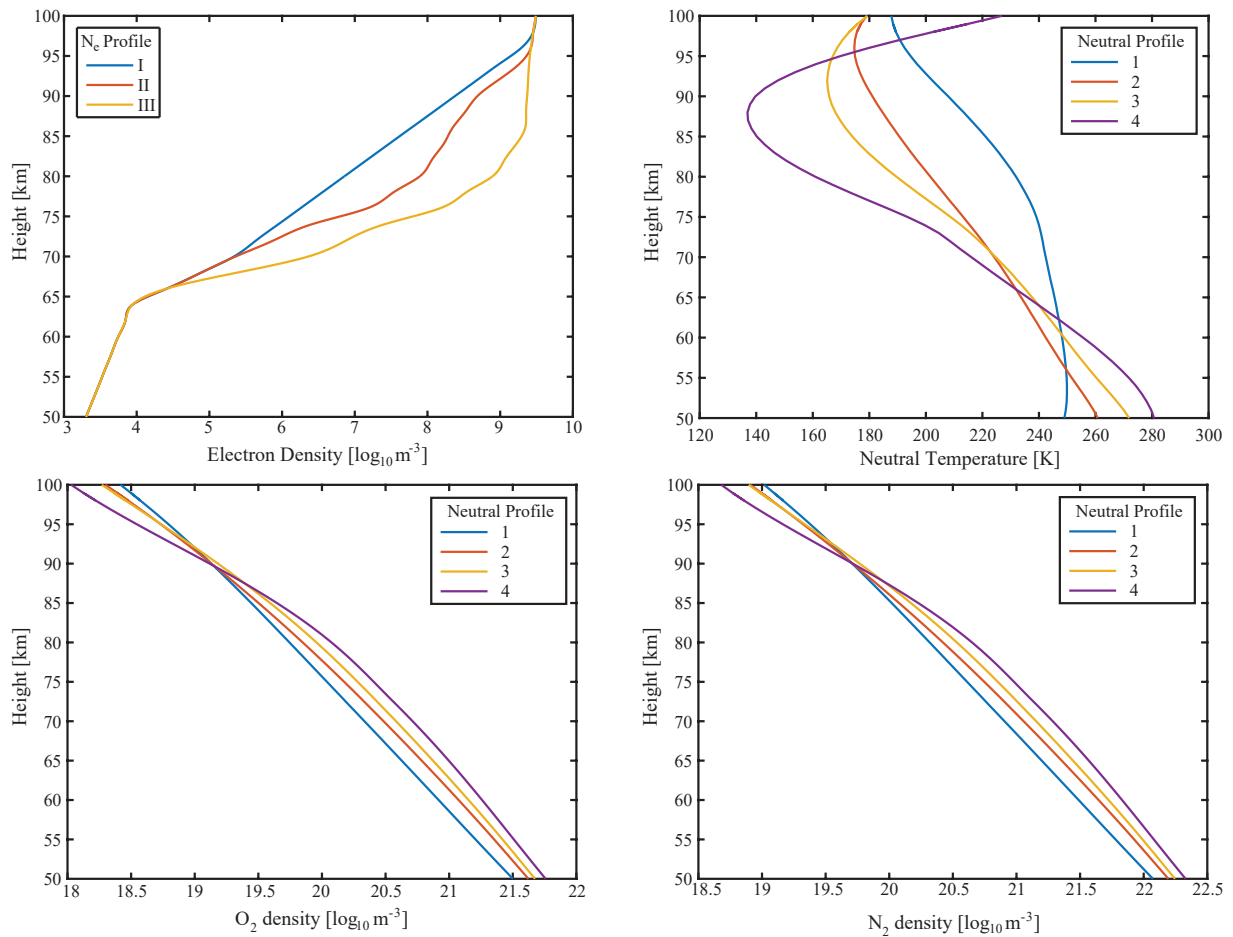 100
95
90
85
80
75
70
65
60
55
50
Height [km]
3 4 5 6 7 8 9 10
Electron Density [log10 m-3]
Ne Profile
I
II
III
100
95
90
85
80
75
70
65
60
55
50
Height [km]
120 140 160 180 200 220 240 260 280 300
Neutral Temperature [K]
Neutral Profile
1
2
3
4
100
95
90
85
80
75
70
65
60
55
50
Height [km]
18 18.5 19 19.5 20 20.5 21 21.5 22
O2 density [log10 m-3]
Neutral Profile
1
2
3
4
100
95
90
85
80
75
70
65
60
55
50
Height [km]
18.5 19 19.5 20 20.5 21 21.5 22 22.5
N2 density [log10 m-3]
Neutral Profile
1
2
3
4